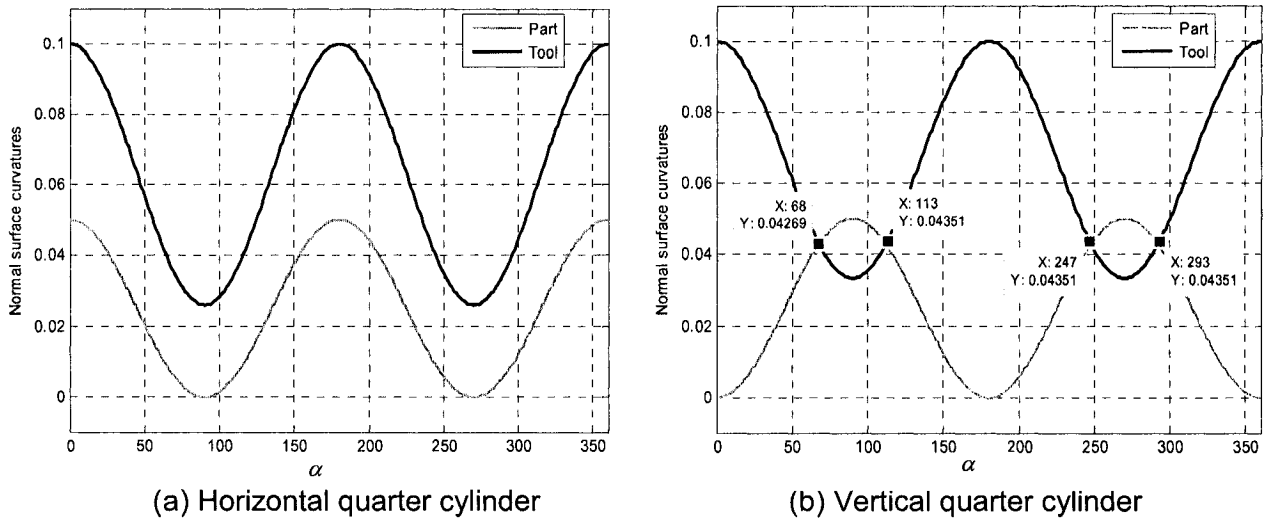 Part
Tool
Normal surface curvatures
0.1
0.08
0.06
0.04
0.02
0
0 50 100 150 200 250 300 350
α
(a) Horizontal quarter cylinder
Part
Tool
Normal surface curvatures
0.1
0.08
0.06
0.04
0.02
0
X: 68
Y: 0.04269
X: 113
Y: 0.04351
X: 247
Y: 0.04351
X: 293
Y: 0.04351
0 50 100 150 200 250 300 350
α
(b) Vertical quarter cylinder